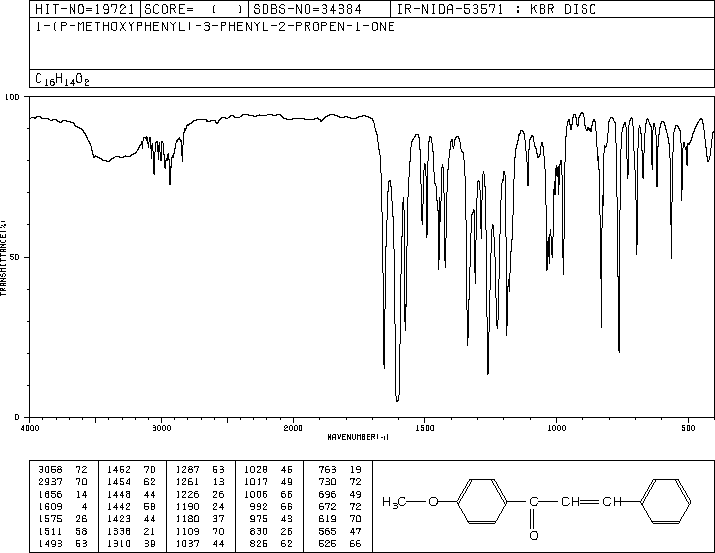 HIT-NO=19721 SCORE= ( ) SDBS-NO=34384 IR-NIDA-53571 : KBR DISC
1-(P-METHOXYPHENYL)-3-PHENYL-2-PROPEN-1-ONE
C16H14O2
100
50
0
TRANSMITTANCE(%)
4000 3000 2000 1500 1000 500
WAVENUMBER(-1)
3058 72 1462 70 1287 53 1028 46 763 19
2937 70 1454 62 1261 13 1017 49 730 72
1656 14 1448 44 1226 26 1006 66 696 49
1609 4 1442 58 1190 24 992 66 672 72
1575 26 1423 44 1180 37 975 43 619 70
1511 58 1338 21 1109 70 830 26 565 47
1493 53 1310 39 1037 44 826 62 526 66
H3C O C CH CH
O